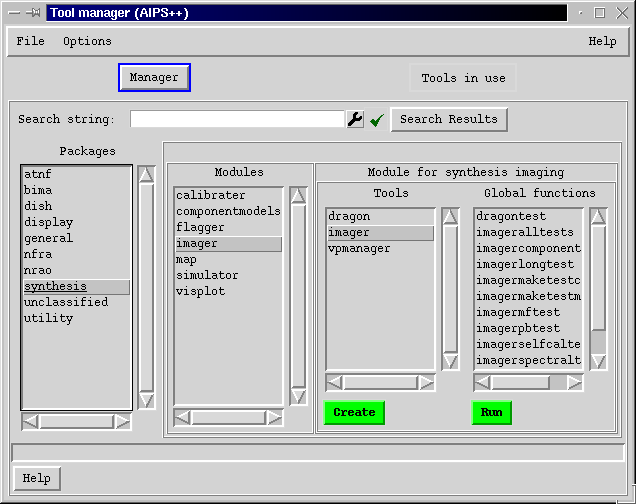 Tool manager (AIPS++)
File Options Help
Manager Tools in use
Search string: Search Results
Packages
atnf
bima
dish
display
general
nfra
nrao
synthesis
unclassified
utility
Modules
calibrater
componentmodels
flagger
imager
map
simulator
visplot
Module for synthesis imaging
Tools
dragon
imager
vpmanager
Create
Global functions
dragontest
imageralltests
imagercomponent
imagerlongtest
imagermaketestc
imagermaketestm
imagermftest
imagerpbtest
imagerselfcalte
imagerspectralt
Run
Help